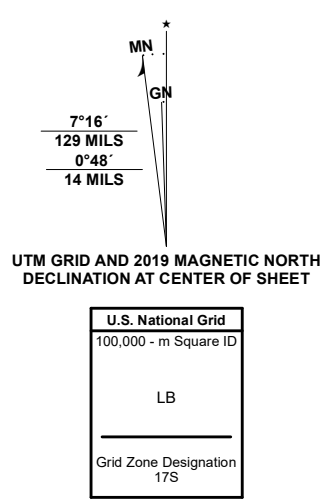 MN
GN
7°16´
129 MILS
0°48´
14 MILS
UTM GRID AND 2019 MAGNETIC NORTH
DECLINATION AT CENTER OF SHEET
U.S. National Grid
100,000 - m Square ID
LB
Grid Zone Designation
17S